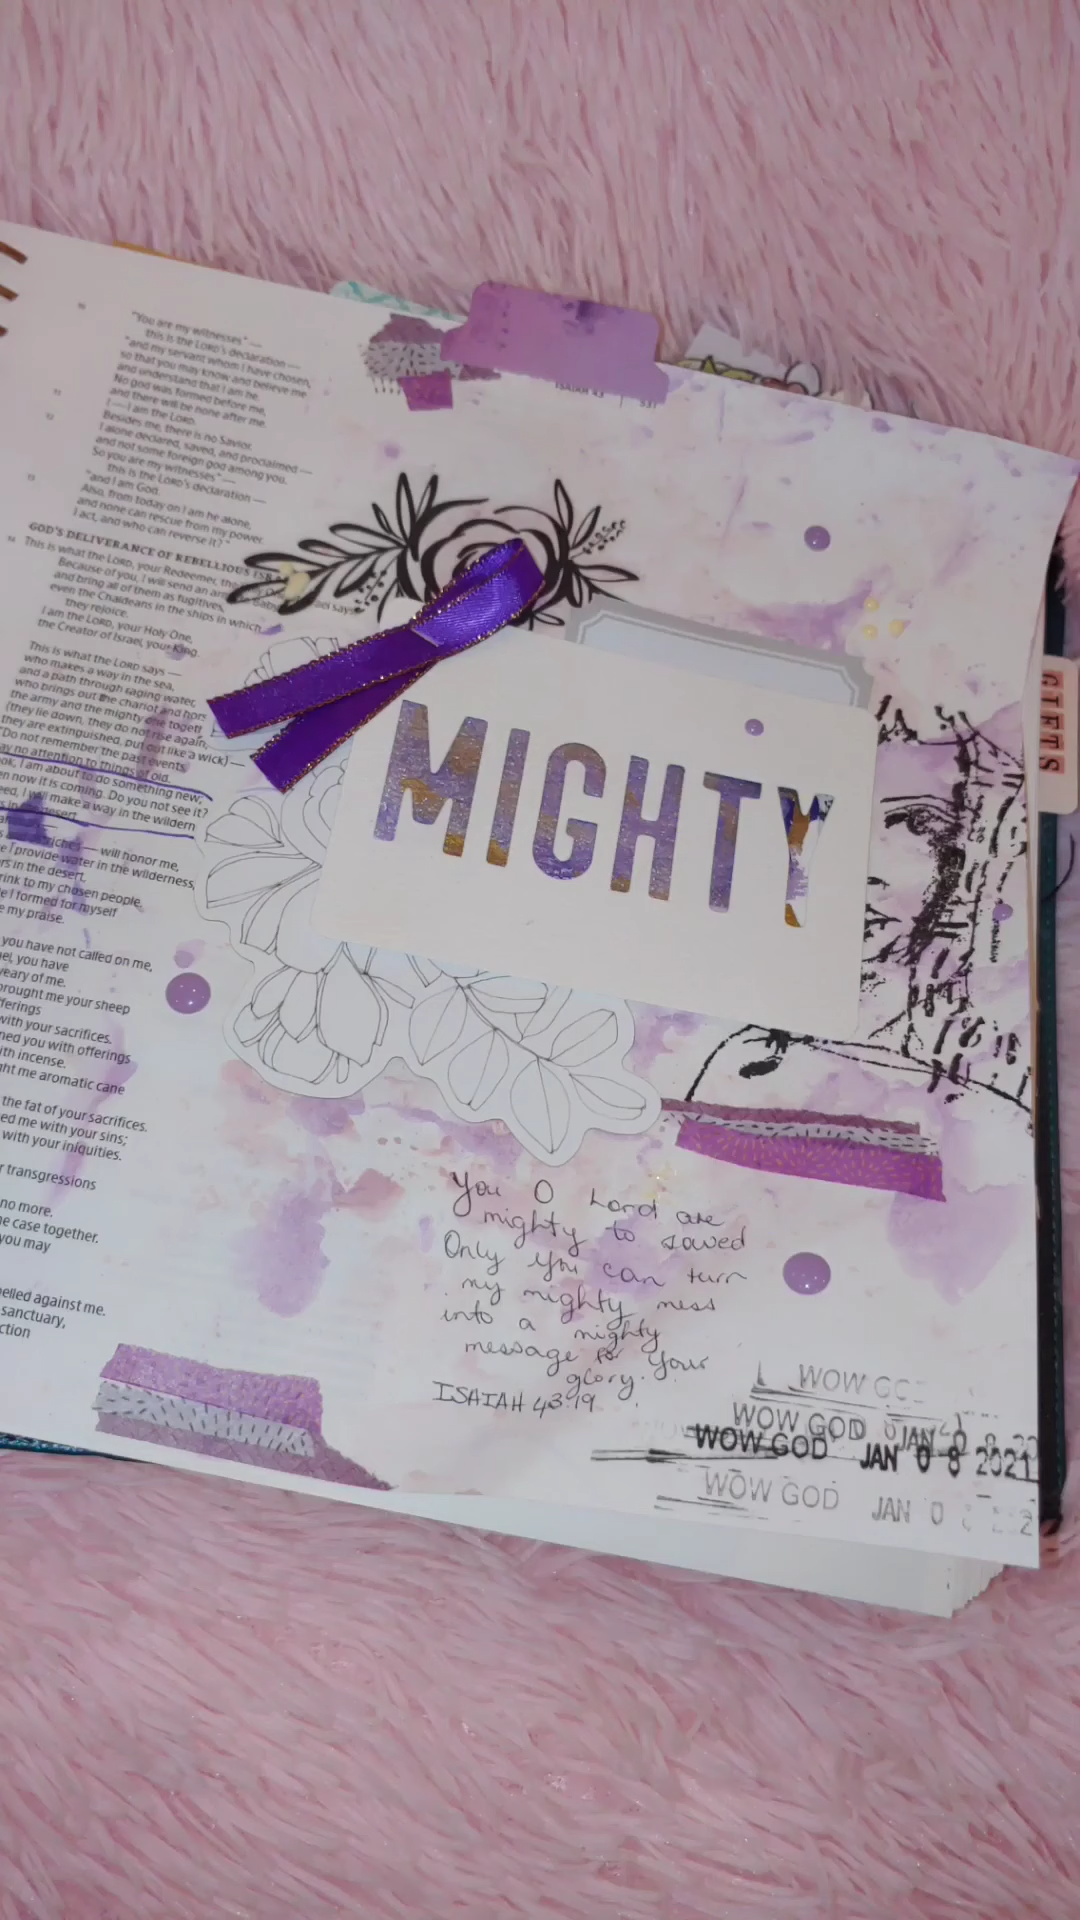 ISAIAH 43
"You are my witnesses" —
this is the LORD's declaration —
"and my servant whom I have chosen,
so that you may know and believe me
and understand that I am he.
No god was formed before me,
and there will be none after me.
I — I am the LORD.
Besides me, there is no Savior.
I alone declared, saved, and proclaimed —
and not some foreign god among you.
So you are my witnesses" —
this is the LORD's declaration —
"and I am God.
Also, from today on I am he alone,
and none can rescue from my power.
I act, and who can reverse it?"
GOD'S DELIVERANCE OF REBELLIOUS ISRA
This is what the LORD, your Redeemer, the
Because of you, I will send an
and bring all of them as fugitives,
even the Chaldeans in the ships in which
they rejoice.
I am the LORD, your Holy One,
the Creator of Israel, your King.
This is what the LORD says —
who makes a way in the sea,
and a path through raging water,
who brings out the chariot and
the army and the mighty one
(they lie down, they do not rise again;
they are extinguished, put out like a wick) —
"Do not remember the past events,
pay no attention to things of old.
I am about to do something new;
now it is coming. Do you not see it?
I will make a way in the
desert.
— will honor me,
I provide water in the wilderness,
in the desert,
to my chosen people.
I formed for myself
my praise.
you have not called on me,
you have
weary of me.
brought me your sheep
with your sacrifices.
you with offerings
with incense.
me aromatic cane
the fat of your sacrifices.
me with your sins;
with your iniquities.
transgressions
no more.
case together.
you may
against me.
sanctuary,
MIGHTY
GIFTS
You O Lord are
mighty to saved
Only you can turn
my mighty mess
into a mighty
message for your
glory.
ISAIAH 43:19
WOW
WOW GOD JAN 0 8
WOW GOD JAN 0 8 2021
WOW GOD JAN 0